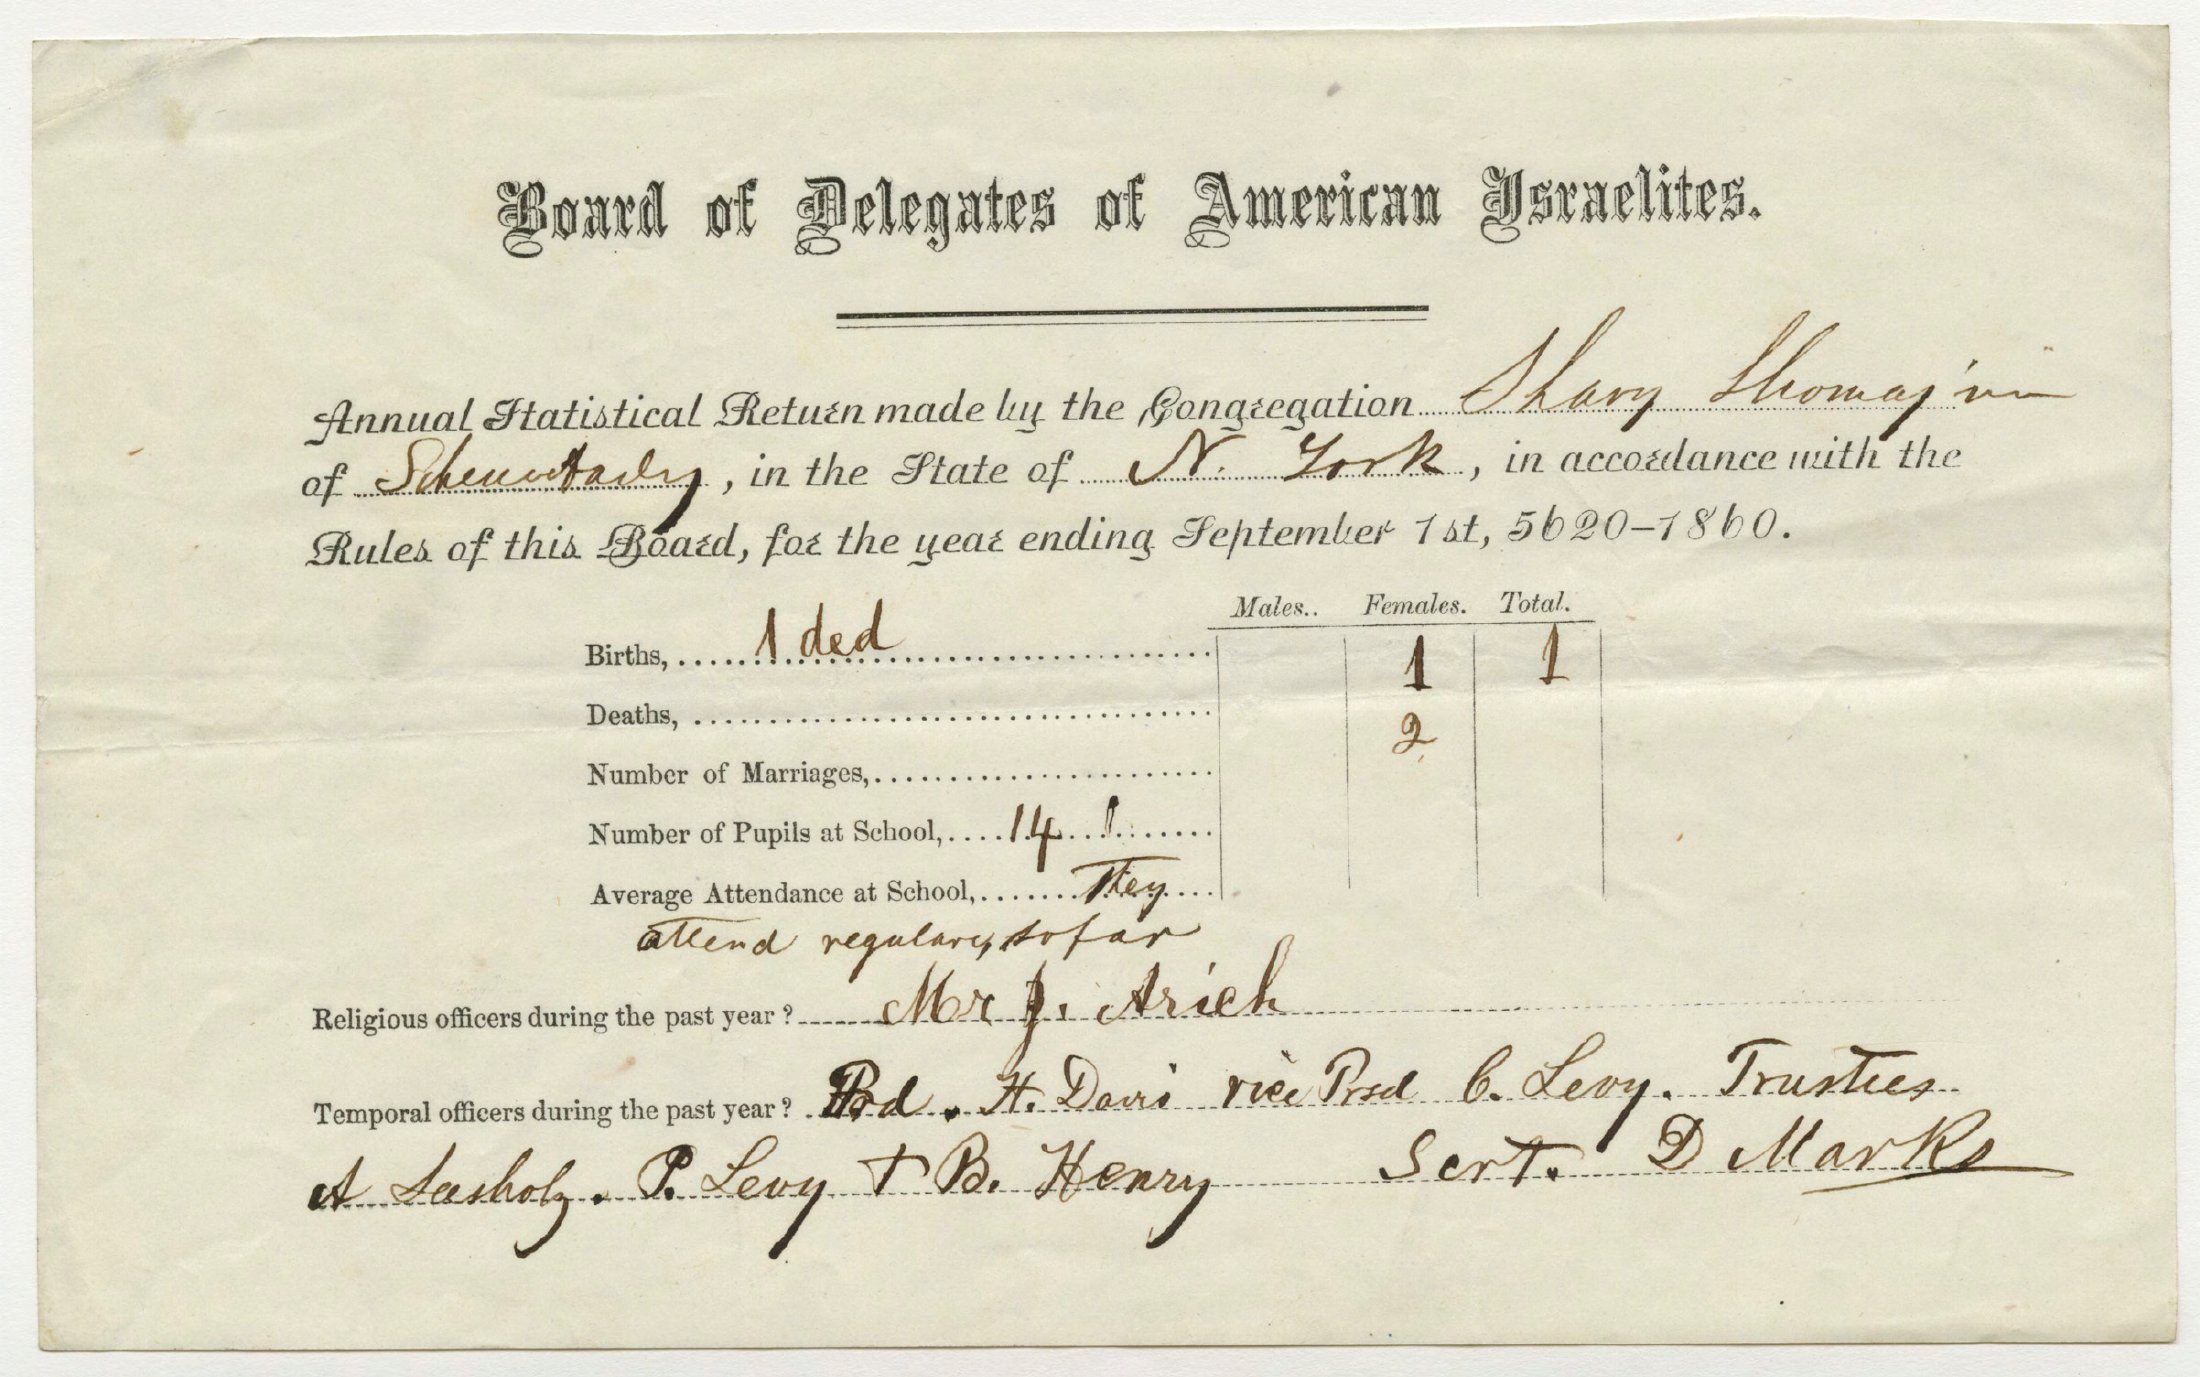 Board of Delegates of American Israelites.
Annual Statistical Return made by the Congregation Shary Shomaj'im
of Schenectady, in the State of N. York, in accordance with the
Rules of this Board, for the year ending September 1st, 5620–1860.
Males.. Females. Total.
Births, 1 ded 1 1
Deaths, 2
Number of Marriages,
Number of Pupils at School, 14
Average Attendance at School, They
attend regulary, so far
Religious officers during the past year? Mr J. Arich
Temporal officers during the past year? H. Davis vice Prsd C. Levy. Trustees
A P. Levy + B. Henry Scrt. D Marks